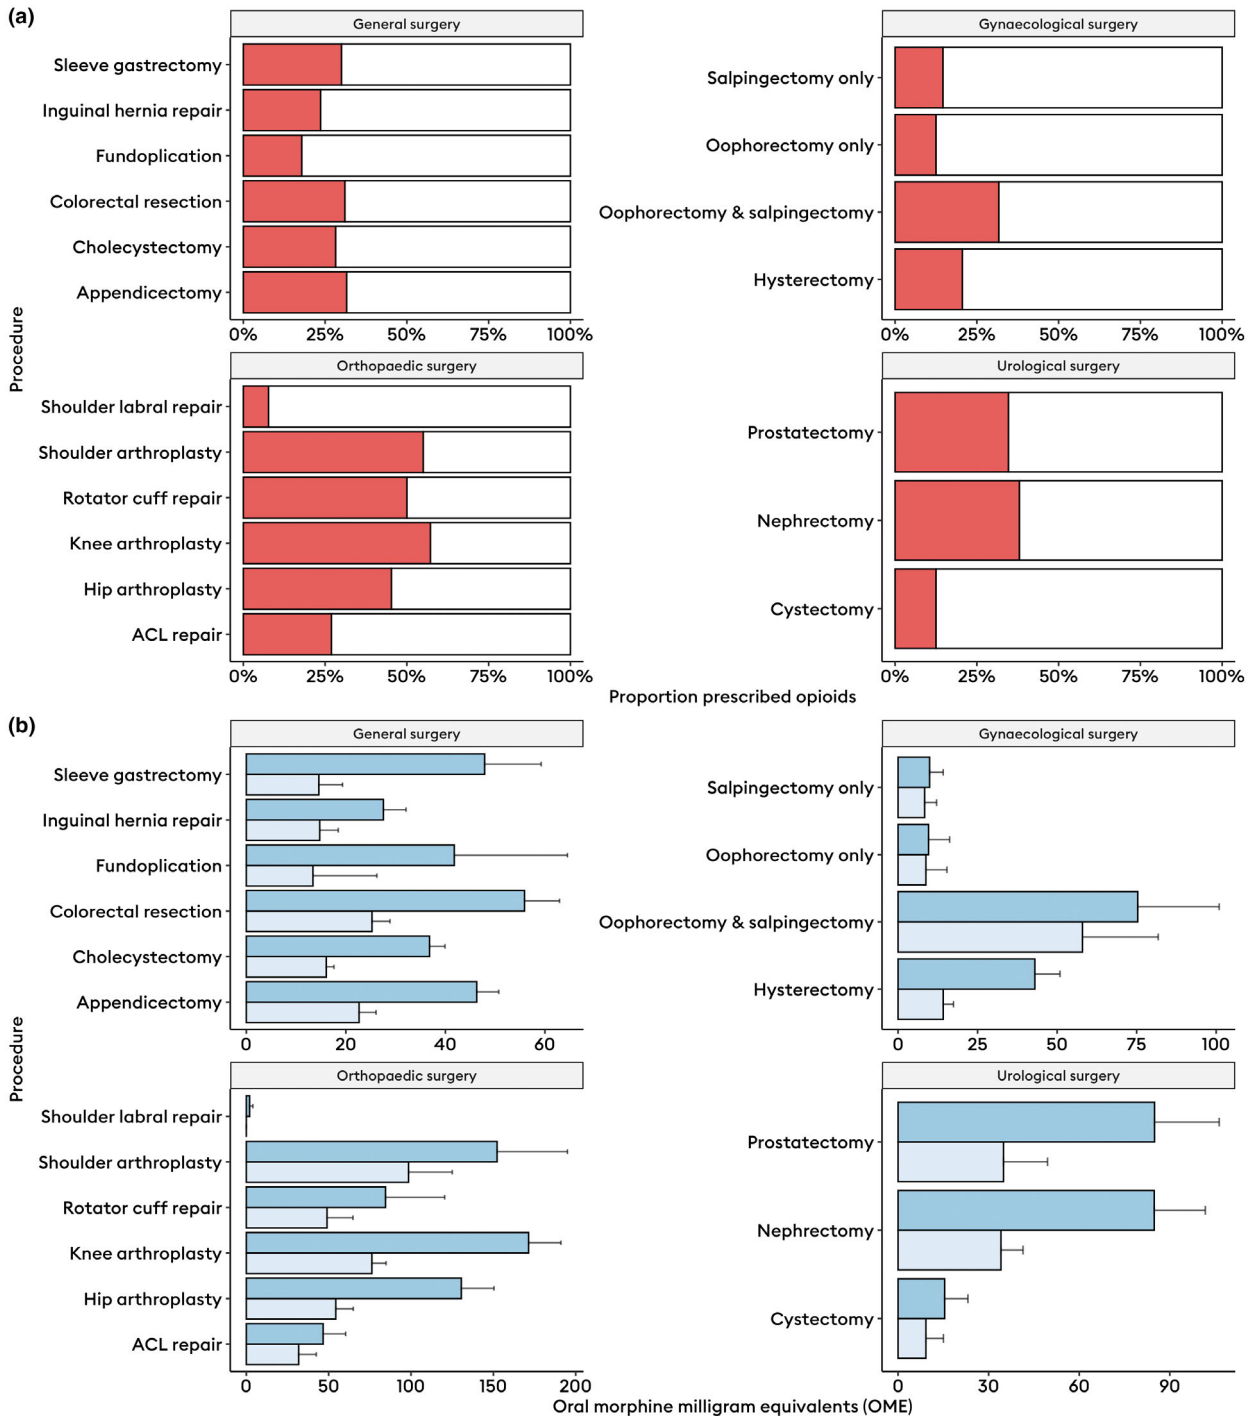 (a)
General surgery
Sleeve gastrectomy
Inguinal hernia repair
Fundoplication
Colorectal resection
Cholecystectomy
Appendicectomy
0% 25% 50% 75% 100%
Gynaecological surgery
Salpingectomy only
Oophorectomy only
Oophorectomy & salpingectomy
Hysterectomy
0% 25% 50% 75% 100%
Procedure
Orthopaedic surgery
Shoulder labral repair
Shoulder arthroplasty
Rotator cuff repair
Knee arthroplasty
Hip arthroplasty
ACL repair
0% 25% 50% 75% 100%
Urological surgery
Prostatectomy
Nephrectomy
Cystectomy
0% 25% 50% 75% 100%
Proportion prescribed opioids
(b)
General surgery
Sleeve gastrectomy
Inguinal hernia repair
Fundoplication
Colorectal resection
Cholecystectomy
Appendicectomy
0 20 40 60
Gynaecological surgery
Salpingectomy only
Oophorectomy only
Oophorectomy & salpingectomy
Hysterectomy
0 25 50 75 100
Procedure
Orthopaedic surgery
Shoulder labral repair
Shoulder arthroplasty
Rotator cuff repair
Knee arthroplasty
Hip arthroplasty
ACL repair
0 50 100 150 200
Urological surgery
Prostatectomy
Nephrectomy
Cystectomy
0 30 60 90
Oral morphine milligram equivalents (OME)